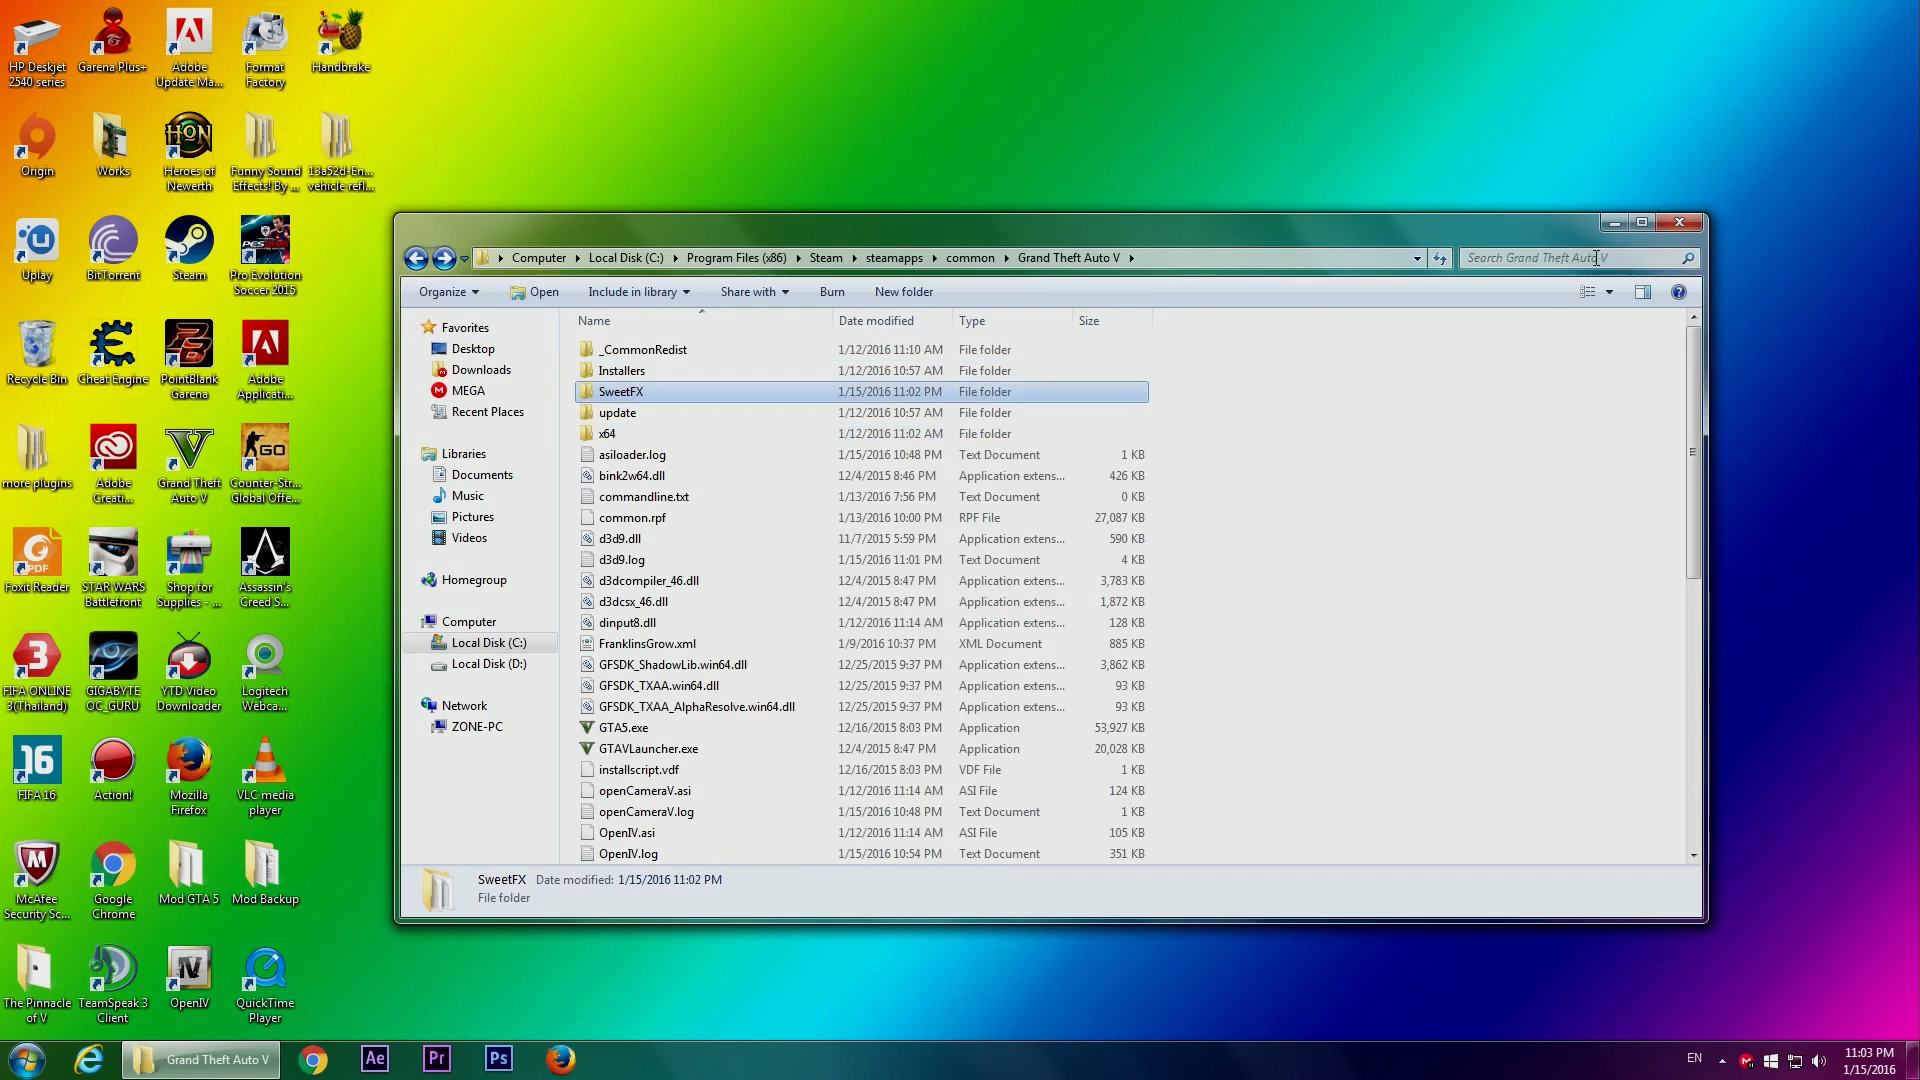 HP Deskjet
2540 series
Garena Plus+
Adobe
Update Ma...
Format
Factory
Handbrake
Origin
Works
Heroes of
Newerth
Funny Sound
Effects! By ...
13a52d-En...
vehicle refl...
Uplay
BitTorrent
Steam
Pro Evolution
Soccer 2015
Recycle Bin
Cheat Engine
PointBlank
Garena
Adobe
Applicati...
more plugins
Adobe
Creati...
Grand Theft
Auto V
Counter-Str...
Global Offe...
Foxit Reader
STAR WARS
Battlefront
Shop for
Supplies - ...
Assassin's
Creed S...
FIFA ONLINE
3(Thailand)
GIGABYTE
OC_GURU
YTD Video
Downloader
Logitech
Webca...
FIFA 16
Action!
Mozilla
Firefox
VLC media
player
McAfee
Security Sc...
Google
Chrome
Mod GTA 5
Mod Backup
The Pinnacle
of V
TeamSpeak 3
Client
OpenIV
QuickTime
Player
Computer Local Disk (C:) Program Files (x86) Steam steamapps common Grand Theft Auto V
Search Grand Theft Auto V
Organize Open Include in library Share with Burn New folder
Favorites
Desktop
Downloads
MEGA
Recent Places
Libraries
Documents
Music
Pictures
Videos
Homegroup
Computer
Local Disk (C:)
Local Disk (D:)
Network
ZONE-PC
Name Date modified Type Size
_CommonRedist 1/12/2016 11:10 AM File folder
Installers 1/12/2016 10:57 AM File folder
SweetFX 1/15/2016 11:02 PM File folder
update 1/12/2016 10:57 AM File folder
x64 1/12/2016 11:02 AM File folder
asiloader.log 1/15/2016 10:48 PM Text Document 1 KB
bink2w64.dll 12/4/2015 8:46 PM Application extens... 426 KB
commandline.txt 1/13/2016 7:56 PM Text Document 0 KB
common.rpf 1/13/2016 10:00 PM RPF File 27,087 KB
d3d9.dll 11/7/2015 5:59 PM Application extens... 590 KB
d3d9.log 1/15/2016 11:01 PM Text Document 4 KB
d3dcompiler_46.dll 12/4/2015 8:47 PM Application extens... 3,783 KB
d3dcsx_46.dll 12/4/2015 8:47 PM Application extens... 1,872 KB
dinput8.dll 1/12/2016 11:14 AM Application extens... 128 KB
FranklinsGrow.xml 1/9/2016 10:37 PM XML Document 885 KB
GFSDK_ShadowLib.win64.dll 12/25/2015 9:37 PM Application extens... 3,862 KB
GFSDK_TXAA.win64.dll 12/25/2015 9:37 PM Application extens... 93 KB
GFSDK_TXAA_AlphaResolve.win64.dll 12/25/2015 9:37 PM Application extens... 93 KB
GTA5.exe 12/16/2015 8:03 PM Application 53,927 KB
GTAVLauncher.exe 12/4/2015 8:47 PM Application 20,028 KB
installscript.vdf 12/16/2015 8:03 PM VDF File 1 KB
openCameraV.asi 1/12/2016 11:14 AM ASI File 124 KB
openCameraV.log 1/15/2016 10:48 PM Text Document 1 KB
OpenIV.asi 1/12/2016 11:14 AM ASI File 105 KB
OpenIV.log 1/15/2016 10:54 PM Text Document 351 KB
SweetFX Date modified: 1/15/2016 11:02 PM
File folder
Grand Theft Auto V
Ae
Pr
Ps
EN
11:03 PM
1/15/2016